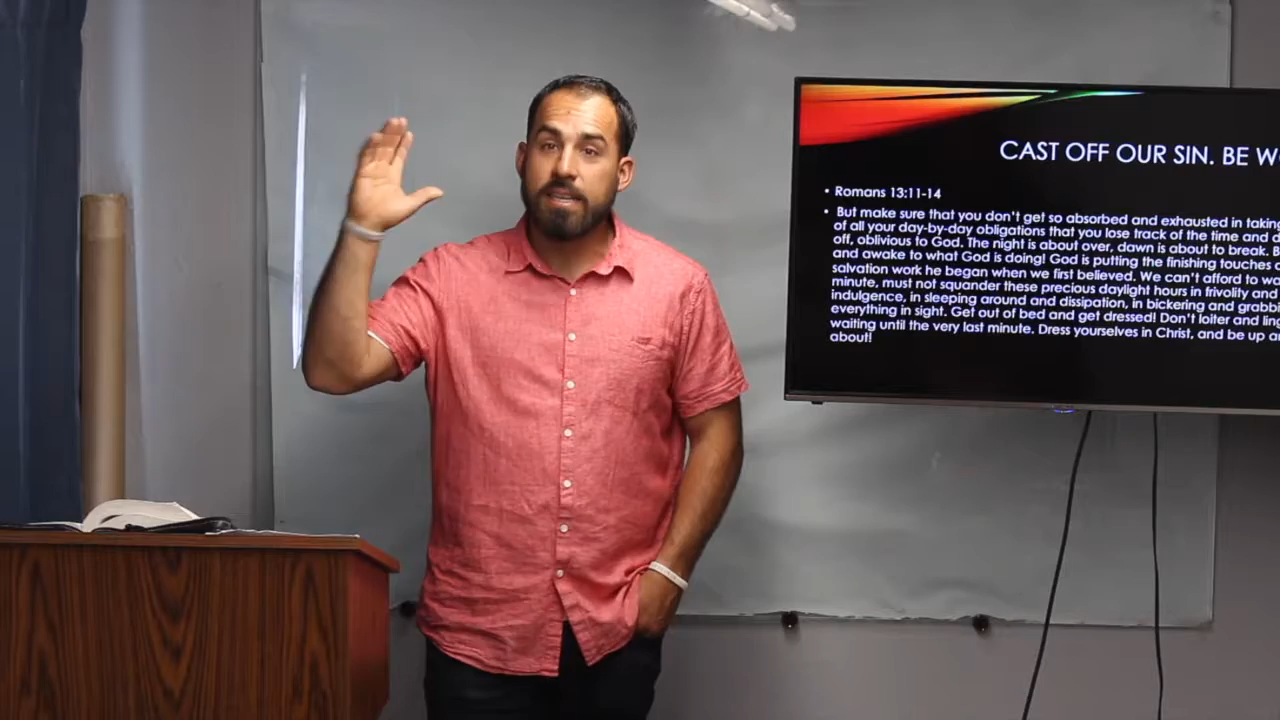 CAST OFF OUR SIN. BE
• Romans 13:11-14
• But make sure that you don't get so absorbed and exhausted in taking
of all your day-by-day obligations that you lose track of the time and
off, oblivious to God. The night is about over, dawn is about to break.
and awake to what God is doing! God is putting the finishing touches
salvation work he began when we first believed. We can't afford to
minute, must not squander these precious daylight hours in frivolity and
indulgence, in sleeping around and dissipation, in bickering and
everything in sight. Get out of bed and get dressed! Don't loiter and
waiting until the very last minute. Dress yourselves in Christ, and be up
about!